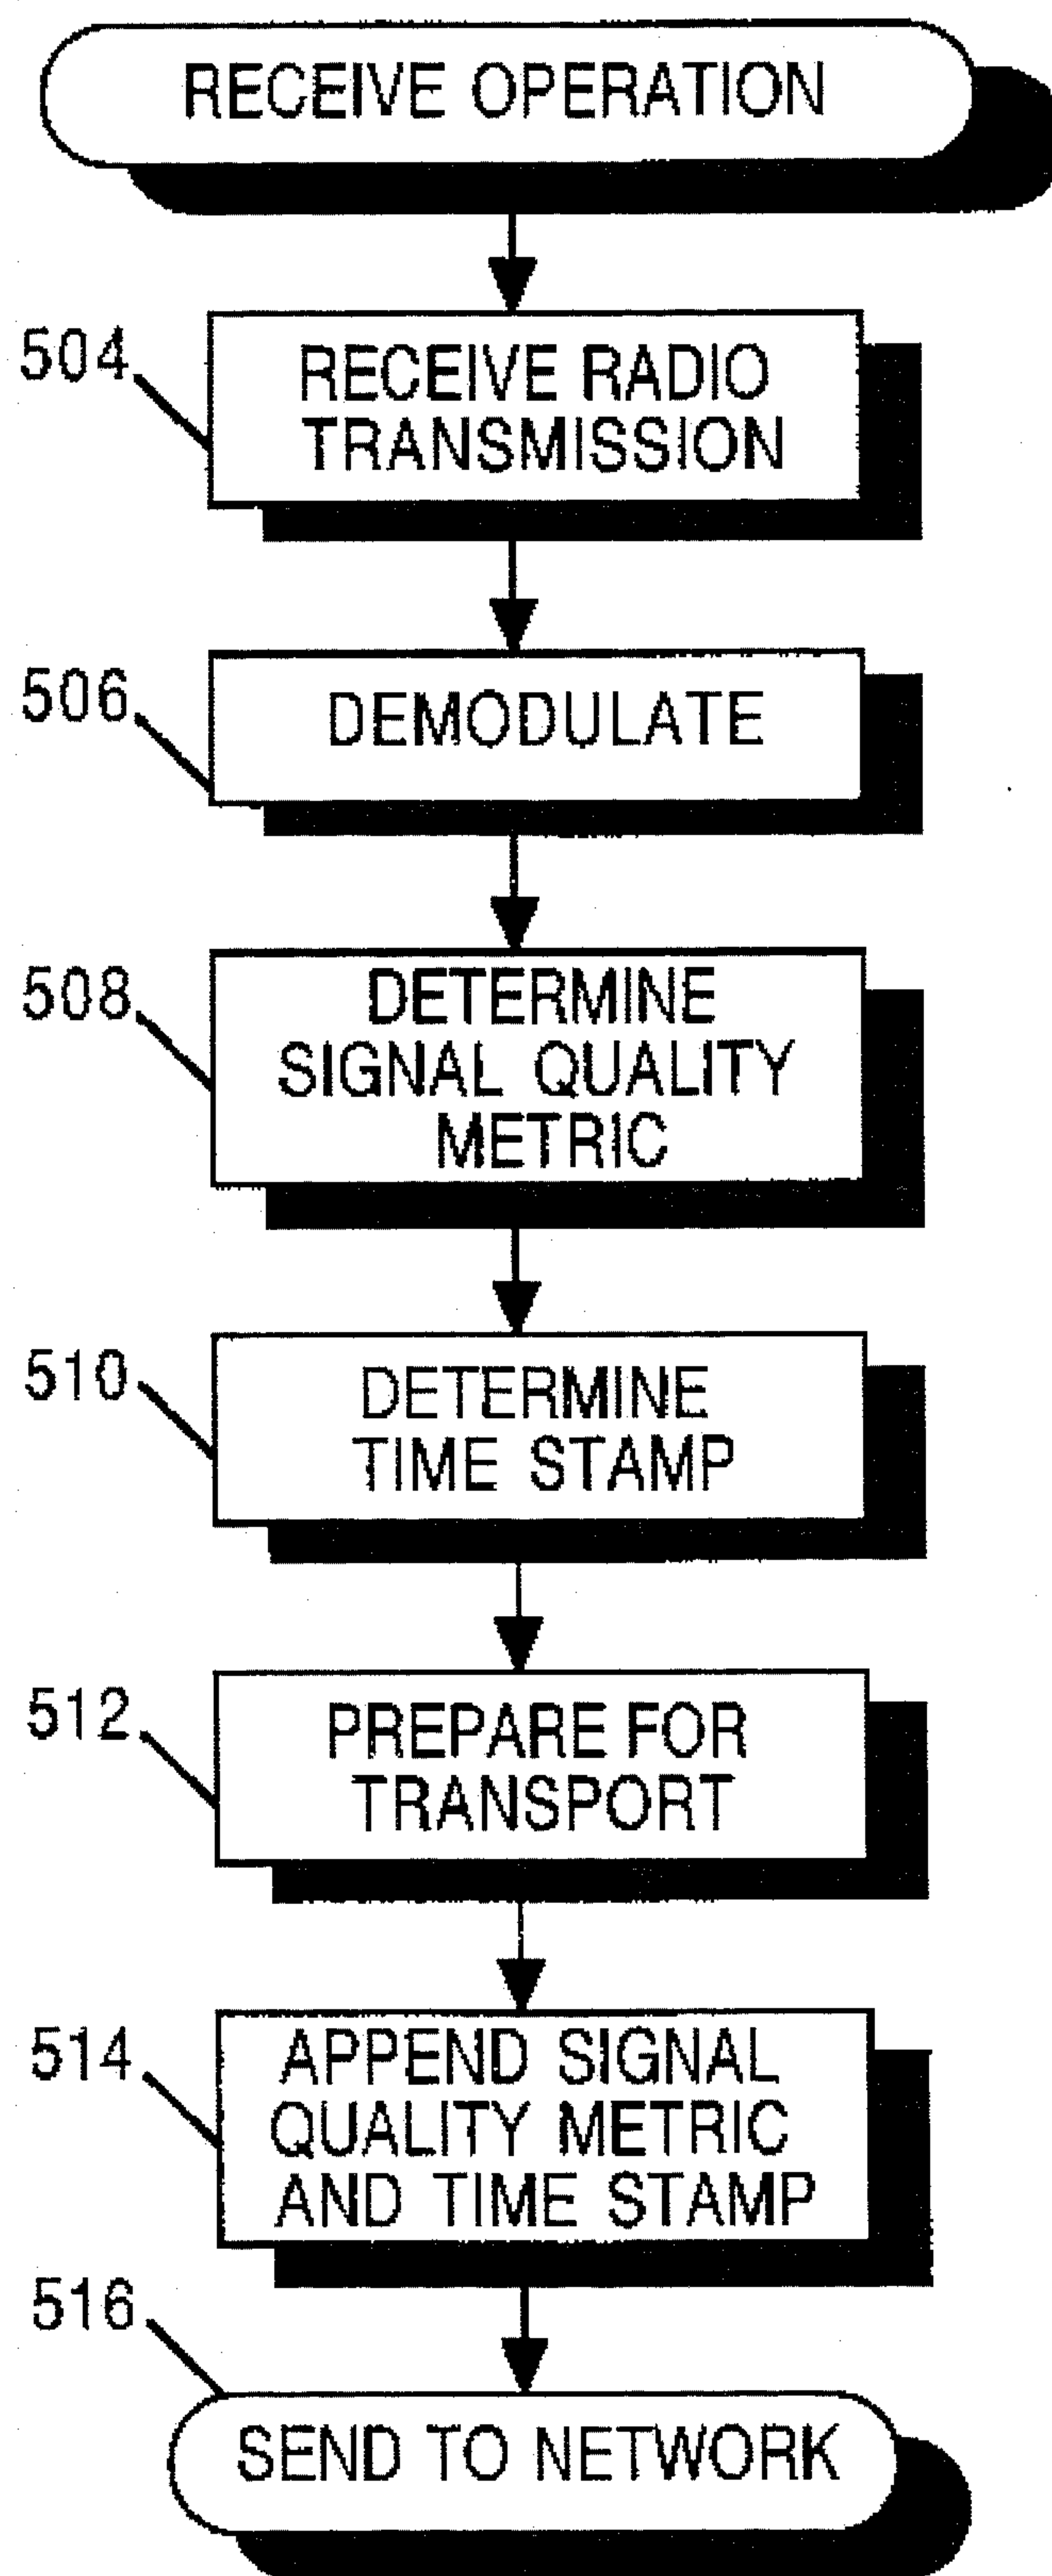 RECEIVE OPERATION
504
RECEIVE RADIO
TRANSMISSION
506
DEMODULATE
508
DETERMINE
SIGNAL QUALITY
METRIC
510
DETERMINE
TIME STAMP
512
PREPARE FOR
TRANSPORT
514
APPEND SIGNAL
QUALITY METRIC
AND TIME STAMP
516
SEND TO NETWORK